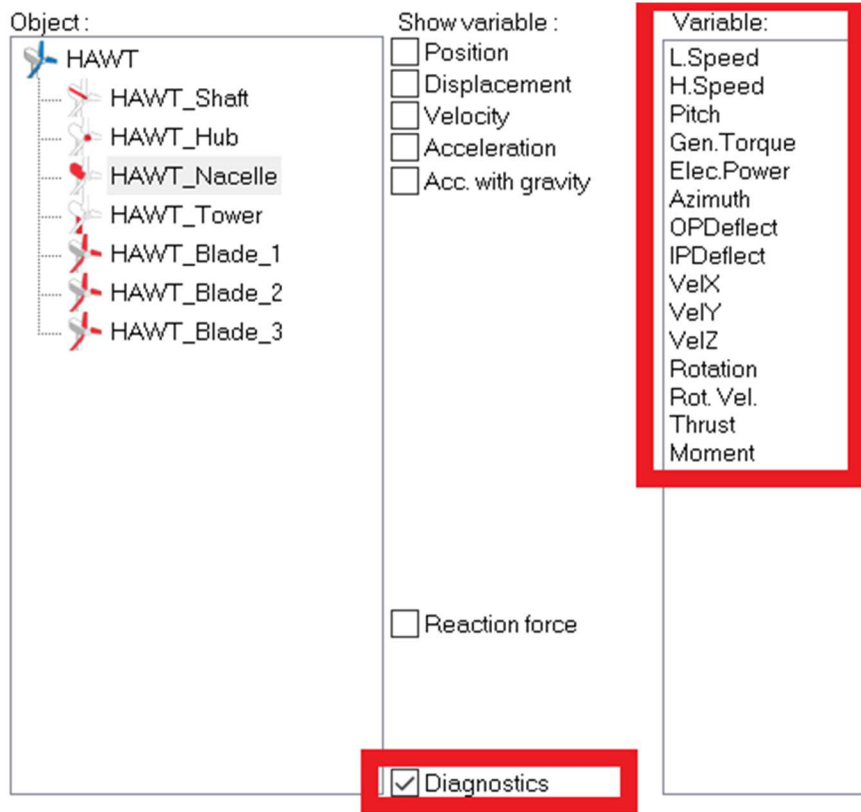 Object :
HAWT
HAWT_Shaft
HAWT_Hub
HAWT_Nacelle
HAWT_Tower
HAWT_Blade_1
HAWT_Blade_2
HAWT_Blade_3
Show variable :
Position
Displacement
Velocity
Acceleration
Acc. with gravity
Reaction force
Diagnostics
Variable:
L.Speed
H.Speed
Pitch
Gen.Torque
Elec.Power
Azimuth
OPDeflect
IPDeflect
VelX
VelY
VelZ
Rotation
Rot. Vel.
Thrust
Moment